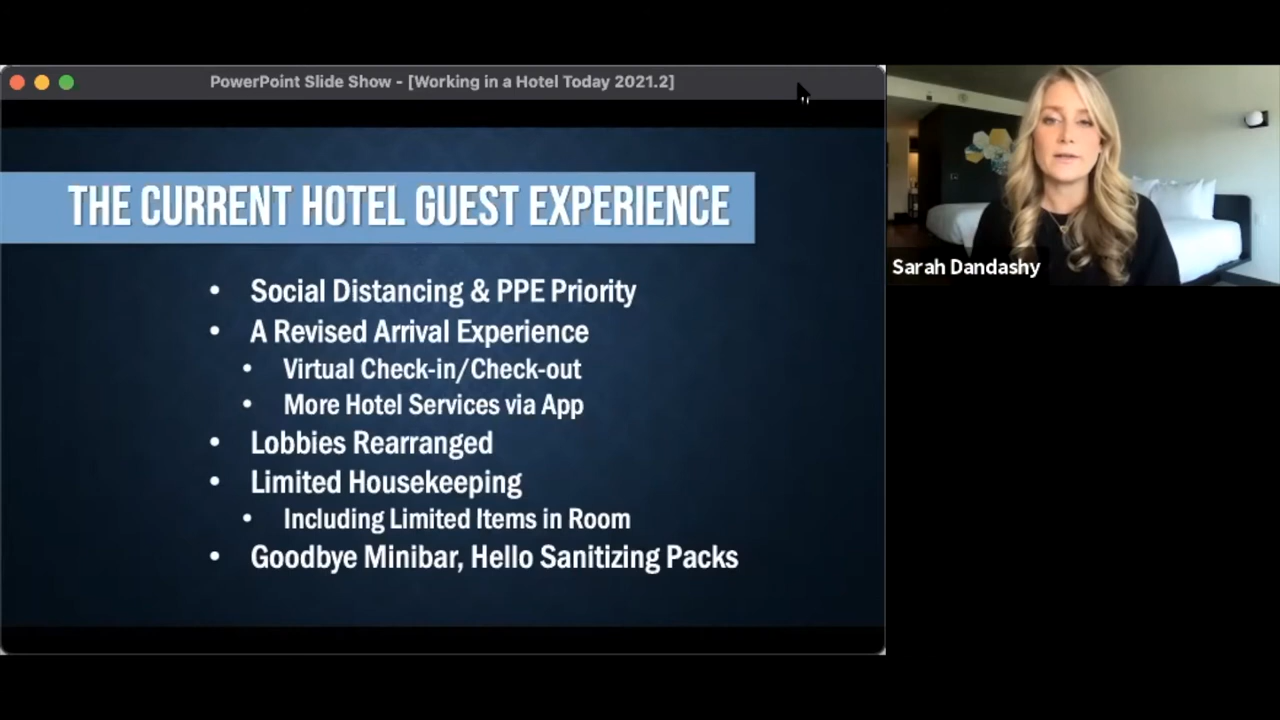 PowerPoint Slide Show - [Working in a Hotel Today 2021.2]
THE CURRENT HOTEL GUEST EXPERIENCE
• Social Distancing & PPE Priority
• A Revised Arrival Experience
• Virtual Check-in/Check-out
• More Hotel Services via App
• Lobbies Rearranged
• Limited Housekeeping
• Including Limited Items in Room
• Goodbye Minibar, Hello Sanitizing Packs
Sarah Dandashy